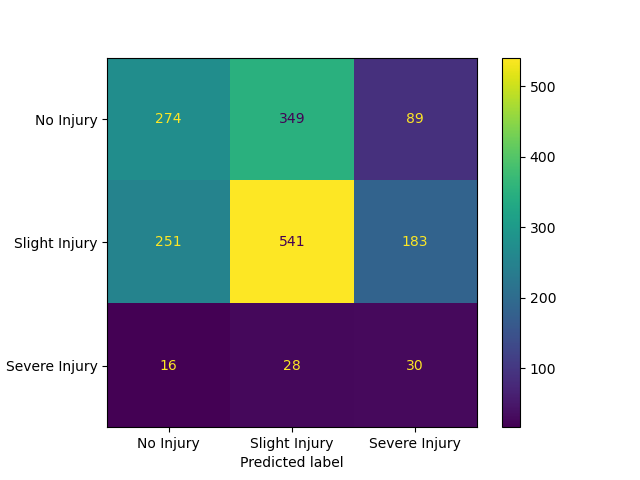 No Injury 274 349 89
Slight Injury 251 541 183
Severe Injury 16 28 30
No Injury Slight Injury Severe Injury
Predicted label
500
400
300
200
100